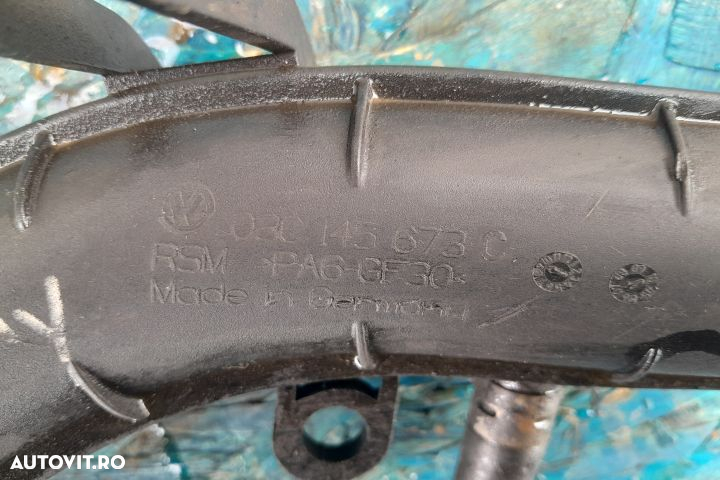 03C 145 673 C
RSM >PA6-GF30<
Made in Germany
AUTOVIT.RO